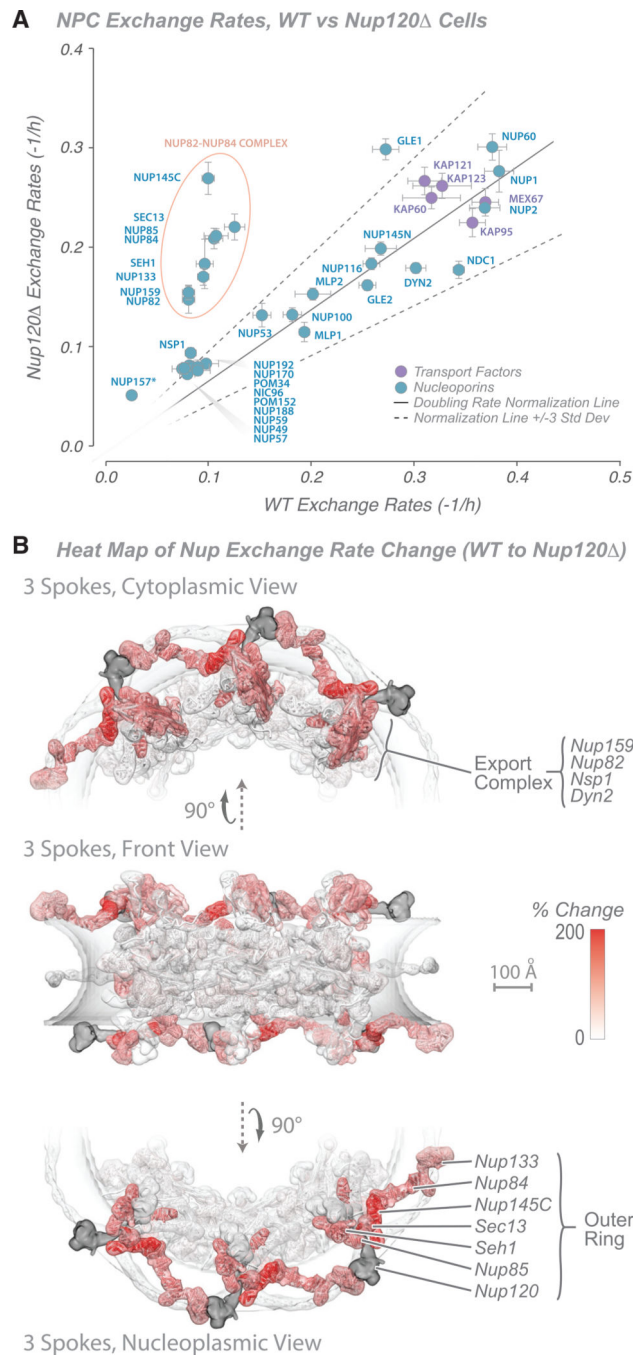 A NPC Exchange Rates, WT vs Nup120Δ Cells
0.4
0.3
0.2
0.1
0.0
Nup120Δ Exchange Rates (-1/h)
NUP82-NUP84 COMPLEX
NUP145C
SEC13
NUP85
NUP84
SEH1
NUP133
NUP159
NUP82
GLE1
NUP60
KAP121
KAP123
NUP1
KAP60
MEX67
NUP2
KAP95
NUP145N
NDC1
NUP116
DYN2
MLP2
GLE2
NUP53
NUP100
MLP1
NSP1
NUP157*
NUP192
NUP170
POM34
NIC96
POM152
NUP188
NUP59
NUP49
NUP57
Transport Factors
Nucleoporins
Doubling Rate Normalization Line
Normalization Line +/-3 Std Dev
0.1
0.2
0.3
0.4
0.5
WT Exchange Rates (-1/h)
B Heat Map of Nup Exchange Rate Change (WT to Nup120Δ)
3 Spokes, Cytoplasmic View
Export
Complex
Nup159
Nup82
Nsp1
Dyn2
90°
3 Spokes, Front View
% Change
200
0
100 Å
90°
Nup133
Nup84
Nup145C
Sec13
Seh1
Nup85
Nup120
Outer
Ring
3 Spokes, Nucleoplasmic View